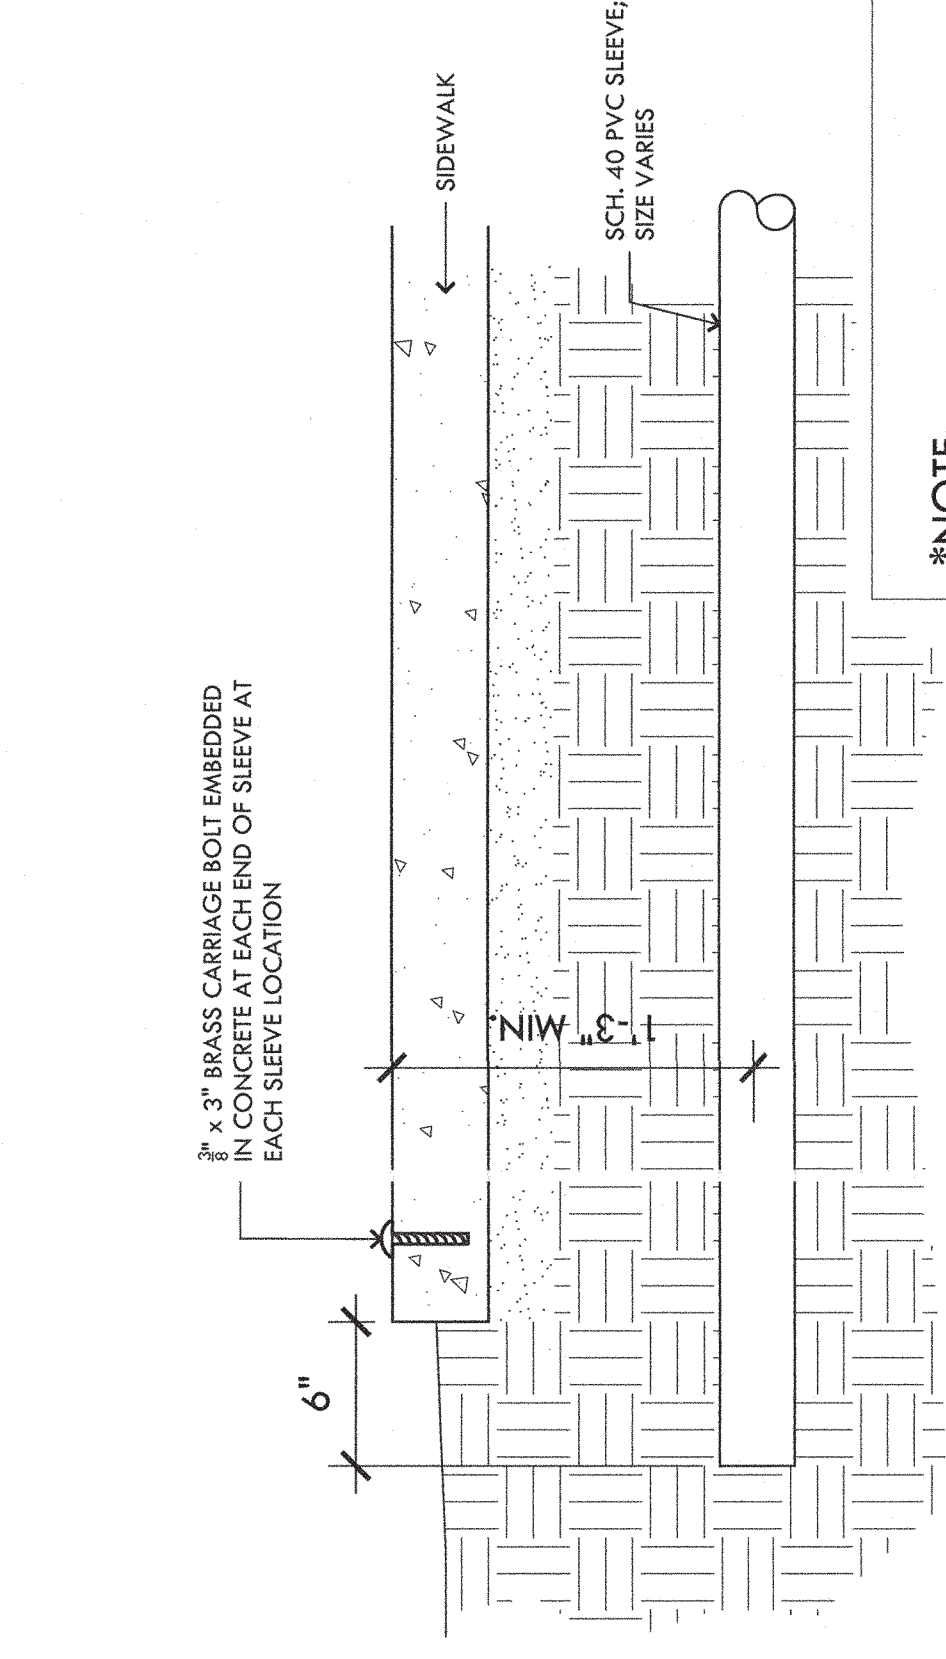 3/8" x 3" BRASS CARRIAGE BOLT EMBEDDED
IN CONCRETE AT EACH END OF SLEEVE AT
EACH SLEEVE LOCATION
6"
SIDEWALK
1'-3" MIN.
SCH. 40 PVC SLEEVE;
SIZE VARIES
*NOTE